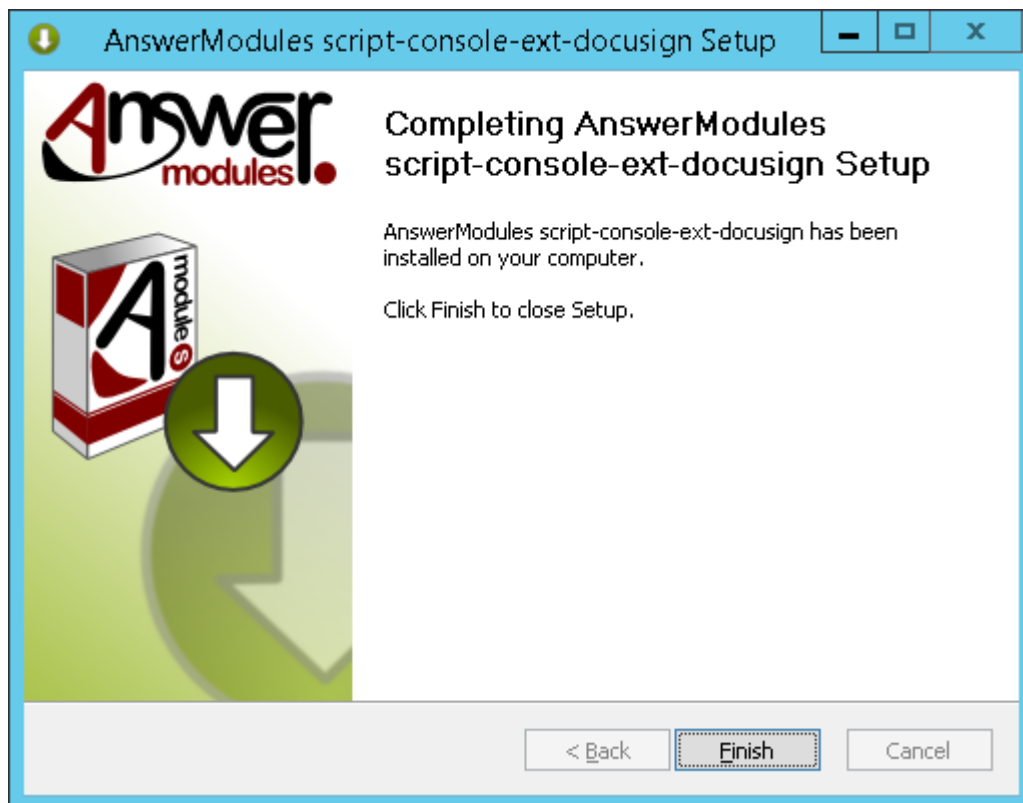 AnswerModules script-console-ext-docusign Setup
Answer
modules
Completing AnswerModules
script-console-ext-docusign Setup
AnswerModules script-console-ext-docusign has been
installed on your computer.
Click Finish to close Setup.
A
modules
< Back
Finish
Cancel